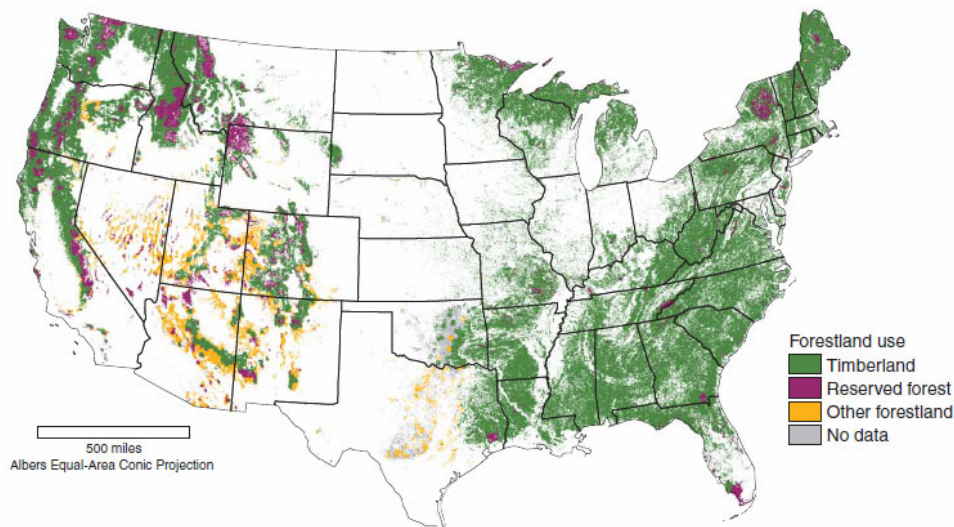 Forestland use
Timberland
Reserved forest
Other forestland
No data
500 miles
Albers Equal-Area Conic Projection